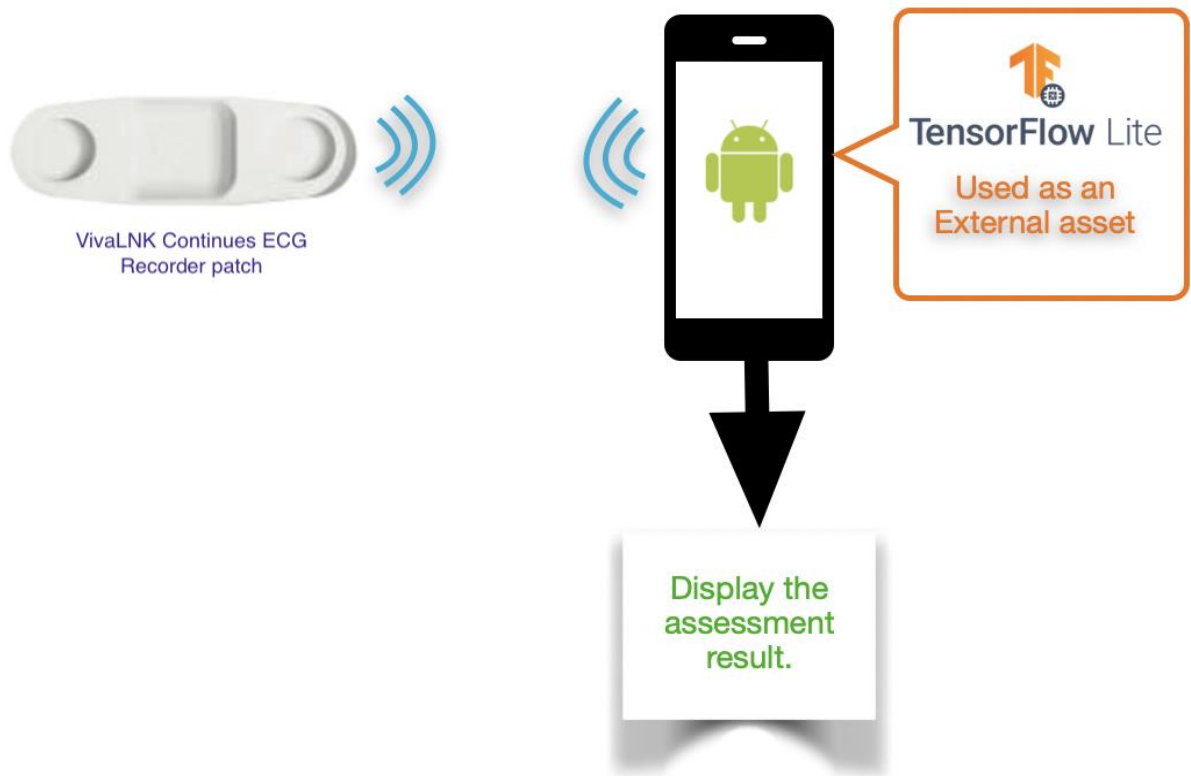 VivaLNK Continues ECG
Recorder patch
TensorFlow Lite
Used as an
External asset
Display the
assessment
result.